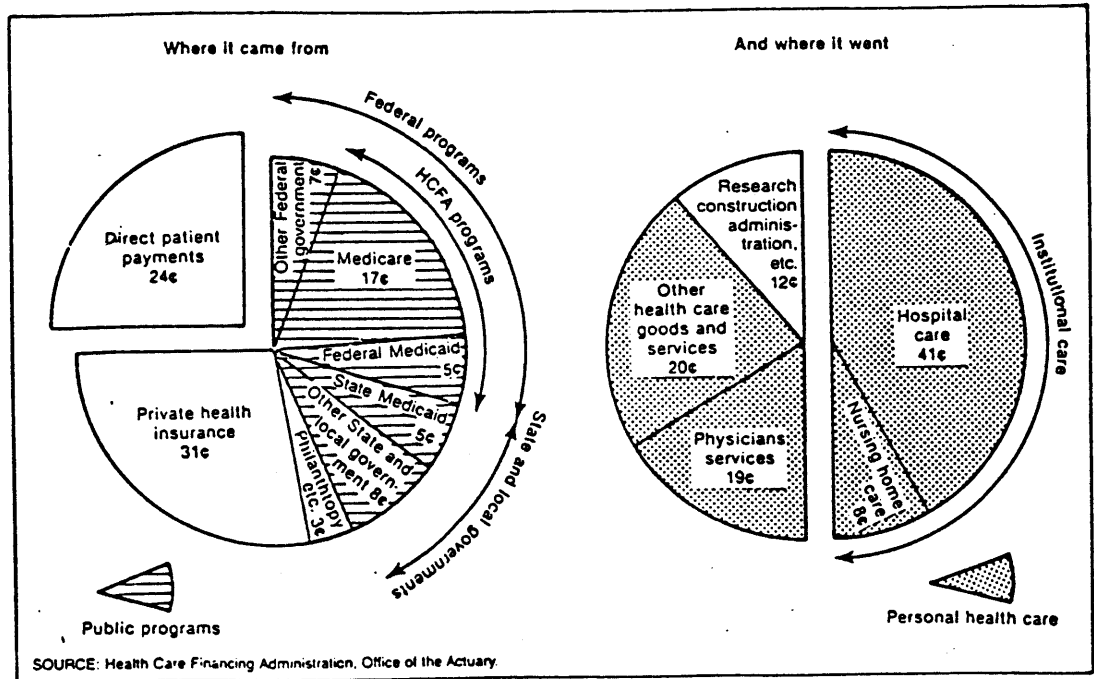 Where it came from
Federal programs
HCFA programs
Other Federal
government
7¢
Medicare
17¢
Federal Medicaid
5¢
State Medicaid
5¢
Other State and
local govern-
ment 8¢
Philanthropy
etc. 3¢
Private health
insurance
31¢
Direct patient
payments
24¢
State and local governments
Public programs
And where it went
Research
construction
adminis-
tration,
etc.
12¢
Other
health care
goods and
services
20¢
Physicians'
services
19¢
Hospital
care
41¢
Nursing home
care
8¢
Institutional care
Personal health care
SOURCE: Health Care Financing Administration, Office of the Actuary.